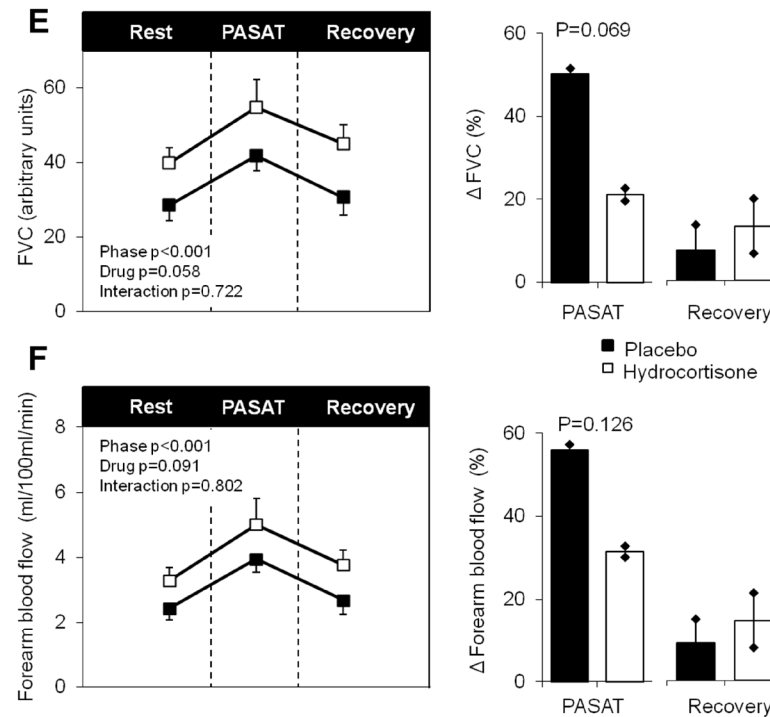 E
Rest PASAT Recovery
FVC (arbitrary units)
60
40
20
0
Phase p<0.001
Drug p=0.058
Interaction p=0.722
P=0.069
Δ FVC (%)
60
50
20
20
0
PASAT Recovery
Placebo
Hydrocortisone
F
Rest PASAT Recovery
Forearm blood flow (ml/100ml/min)
8
6
4
2
0
Phase p<0.001
Drug p=0.091
Interaction p=0.802
P=0.126
Δ Forearm blood flow (%)
60
40
20
0
PASAT Recovery